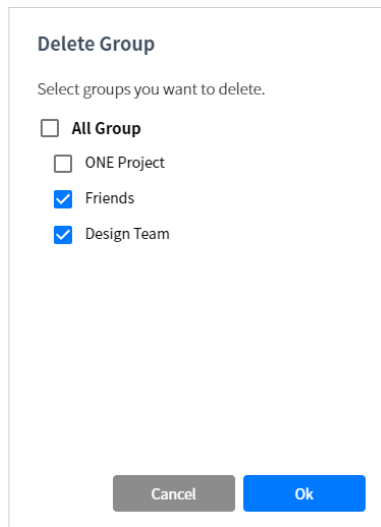 Delete Group
Select groups you want to delete.
All Group
ONE Project
Friends
Design Team
Cancel
Ok